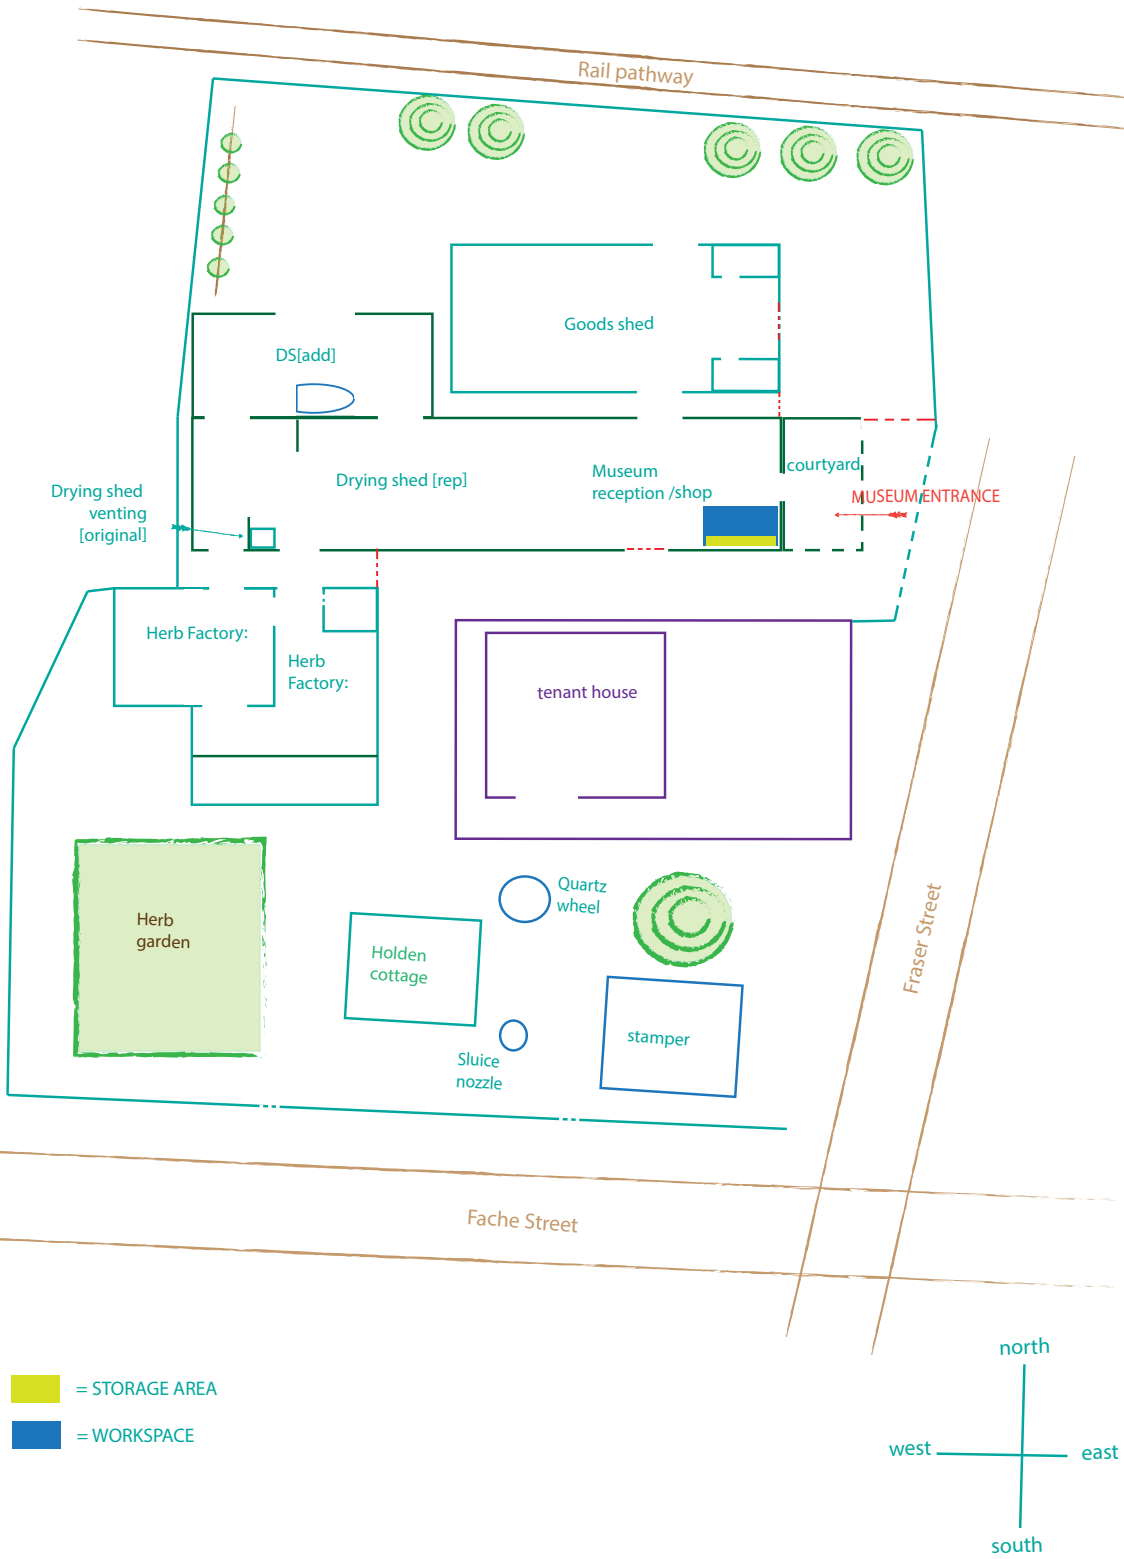 Rail pathway
Goods shed
DS[add]
Drying shed [rep]
Museum
reception /shop
courtyard
MUSEUM ENTRANCE
Drying shed
venting
[original]
Herb Factory:
Herb
Factory:
tenant house
Quartz
wheel
Herb
garden
Holden
cottage
Fraser Street
stamper
Sluice
nozzle
Fache Street
= STORAGE AREA
= WORKSPACE
north
west
east
south